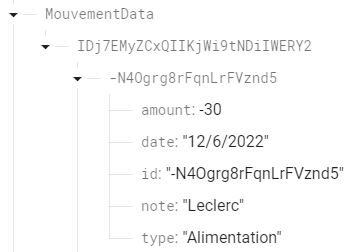 MouvementData
IDj7EMyZCxQIIKjWi9tNDiIWERY2
-N4Ogrg8rFqnLrFVznd5
amount: -30
date: "12/6/2022"
id: "-N4Ogrg8rFqnLrFVznd5"
note: "Leclerc"
type: "Alimentation"